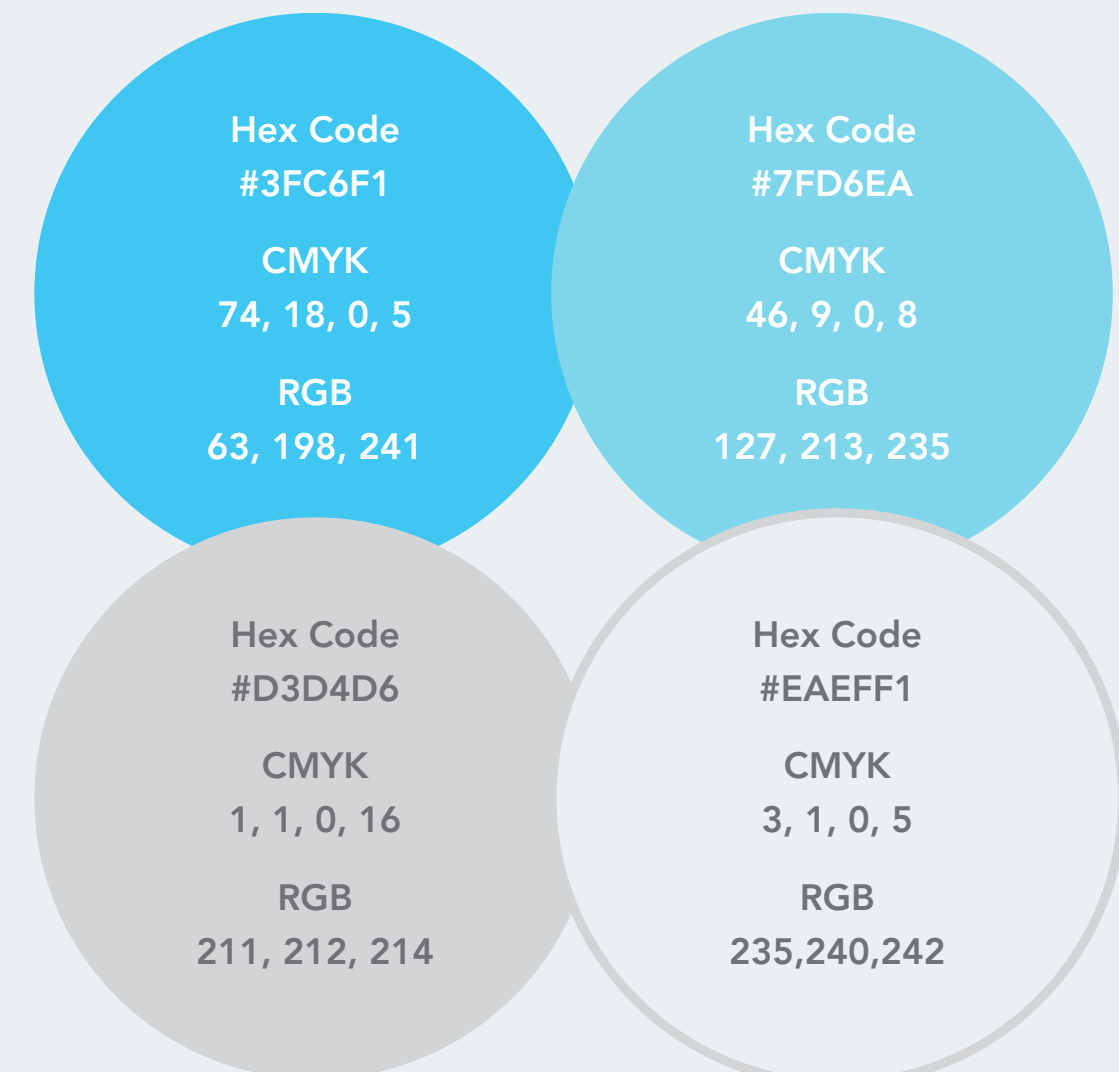 Hex Code
#3FC6F1
CMYK
74, 18, 0, 5
RGB
63, 198, 241
Hex Code
#7FD6EA
CMYK
46, 9, 0, 8
RGB
127, 213, 235
Hex Code
#D3D4D6
CMYK
1, 1, 0, 16
RGB
211, 212, 214
Hex Code
#EAEFF1
CMYK
3, 1, 0, 5
RGB
235,240,242